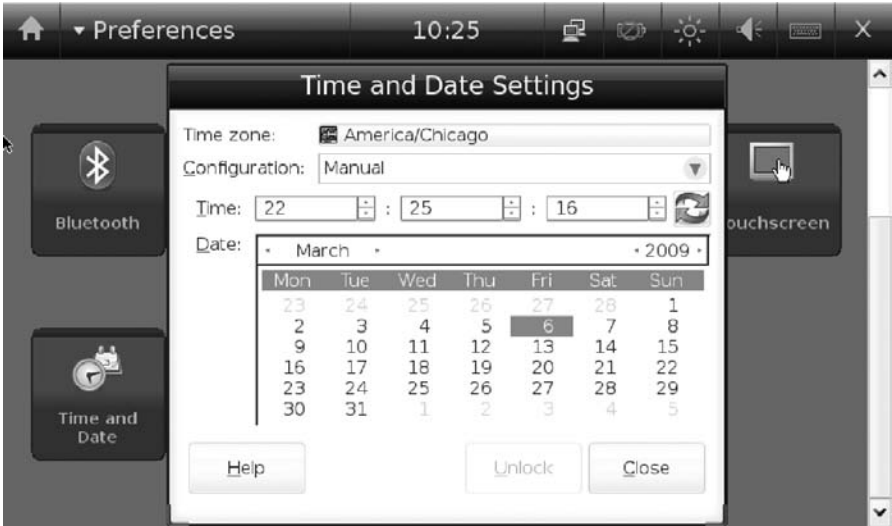 Preferences 10:25
Time and Date Settings
Time zone: America/Chicago
Configuration: Manual
Time: 22 : 25 : 16
Date: March 2009
Mon Tue Wed Thu Fri Sat Sun
23 24 25 26 27 28 1
2 3 4 5 6 7 8
9 10 11 12 13 14 15
16 17 18 19 20 21 22
23 24 25 26 27 28 29
30 31 1 2 3 4 5
Help Unlock Close
Bluetooth
Time and
Date
ouchscreen